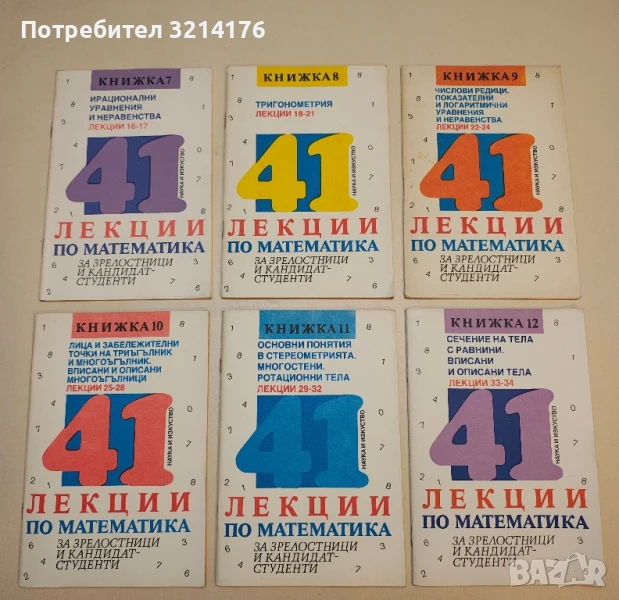 Потребител 3214176
КНИЖКА 7
ИРАЦИОНАЛНИ
УРАВНЕНИЯ
И НЕРАВЕНСТВА
ЛЕКЦИИ 16-17
41
НАУКА И ИЗКУСТВО
ЛЕКЦИИ
ПО МАТЕМАТИКА
ЗА ЗРЕЛОСТНИЦИ
И КАНДИДАТ-
СТУДЕНТИ
КНИЖКА 8
ТРИГОНОМЕТРИЯ
ЛЕКЦИИ 18-21
41
НАУКА И ИЗКУСТВО
ЛЕКЦИИ
ПО МАТЕМАТИКА
ЗА ЗРЕЛОСТНИЦИ
И КАНДИДАТ-
СТУДЕНТИ
КНИЖКА 9
ЧИСЛОВИ РЕДИЦИ.
ПОКАЗАТЕЛНИ
И ЛОГАРИТМИЧНИ
УРАВНЕНИЯ
И НЕРАВЕНСТВА
ЛЕКЦИИ 22-24
41
НАУКА И ИЗКУСТВО
ЛЕКЦИИ
ПО МАТЕМАТИКА
ЗА ЗРЕЛОСТНИЦИ
И КАНДИДАТ-
СТУДЕНТИ
КНИЖКА 10
ЛИЦА И ЗАБЕЛЕЖИТЕЛНИ
ТОЧКИ НА ТРИЪГЪЛНИК
И МНОГОЪГЪЛНИК.
ВПИСАНИ И ОПИСАНИ
МНОГОЪГЪЛНИЦИ
ЛЕКЦИИ 25-28
41
НАУКА И ИЗКУСТВО
ЛЕКЦИИ
ПО МАТЕМАТИКА
ЗА ЗРЕЛОСТНИЦИ
И КАНДИДАТ-
СТУДЕНТИ
КНИЖКА 11
ОСНОВНИ ПОНЯТИЯ
В СТЕРЕОМЕТРИЯТА.
МНОГОСТЕНИ.
РОТАЦИОННИ ТЕЛА
ЛЕКЦИИ 29-32
41
НАУКА И ИЗКУСТВО
ЛЕКЦИИ
ПО МАТЕМАТИКА
ЗА ЗРЕЛОСТНИЦИ
И КАНДИДАТ-
СТУДЕНТИ
КНИЖКА 12
СЕЧЕНИЕ НА ТЕЛА
С РАВНИНИ.
ВПИСАНИ
И ОПИСАНИ ТЕЛА
ЛЕКЦИИ 33-34
41
НАУКА И ИЗКУСТВО
ЛЕКЦИИ
ПО МАТЕМАТИКА
ЗА ЗРЕЛОСТНИЦИ
И КАНДИДАТ-
СТУДЕНТИ
BAZAR